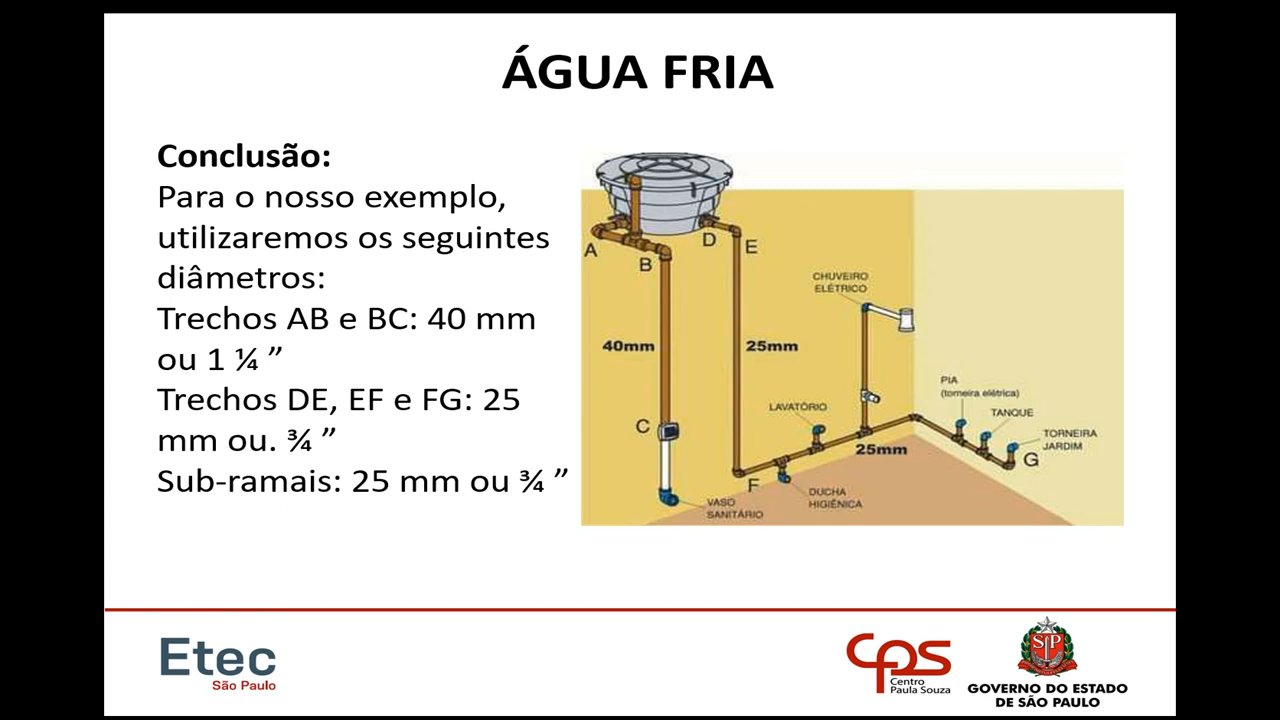 ÁGUA FRIA
Conclusão:
Para o nosso exemplo,
utilizaremos os seguintes
diâmetros:
Trechos AB e BC: 40 mm
ou 1 ¼ ”
Trechos DE, EF e FG: 25
mm ou. ¾ ”
Sub-ramais: 25 mm ou ¾ ”
A
B
D
E
CHUVEIRO
ELÉTRICO
40mm
25mm
PIA
(torneira elétrica)
LAVATÓRIO
TANQUE
C
TORNEIRA
JARDIM
25mm
G
F
DUCHA
HIGIÊNICA
VASO
SANITÁRIO
Etec
São Paulo
CPS
Centro
Paula Souza
SP
GOVERNO DO ESTADO
DE SÃO PAULO